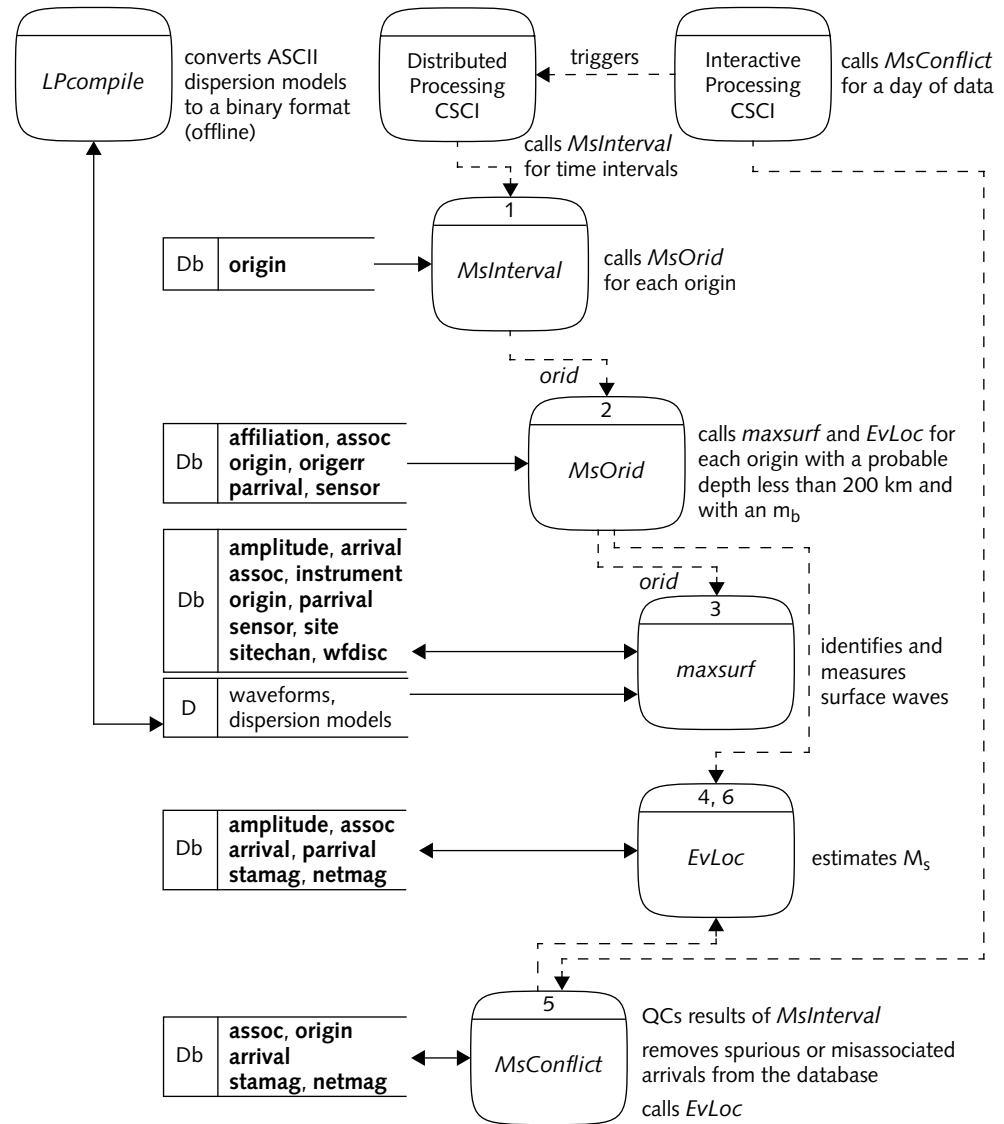 LPcompile
converts ASCII
dispersion models
to a binary format
(offline)
Distributed
Processing
CSCI
triggers
Interactive
Processing
CSCI
calls MsConflict
for a day of data
calls MsInterval
for time intervals
1
MsInterval
Db
origin
calls MsOrid
for each origin
orid
2
MsOrid
Db
affiliation, assoc
origin, origerr
parrival, sensor
calls maxsurf and EvLoc for
each origin with a probable
depth less than 200 km and
with an mb
orid
3
maxsurf
Db
amplitude, arrival
assoc, instrument
origin, parrival
sensor, site
sitechan, wfdisc
D
waveforms,
dispersion models
identifies and
measures
surface waves
4, 6
EvLoc
Db
amplitude, assoc
arrival, parrival
stamag, netmag
estimates Ms
5
MsConflict
Db
assoc, origin
arrival
stamag, netmag
QCs results of MsInterval
removes spurious or misassociated
arrivals from the database
calls EvLoc